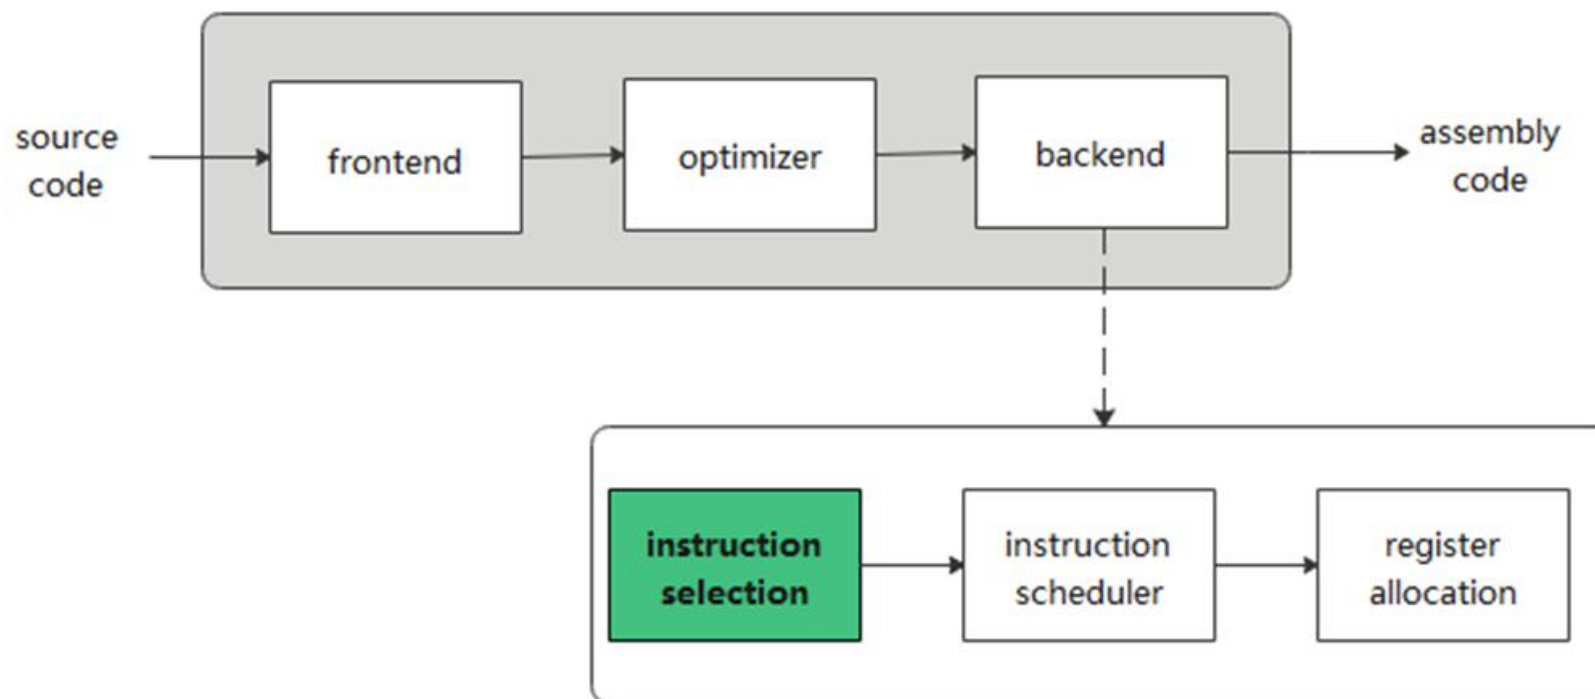 source
code
frontend
optimizer
backend
assembly
code
instruction
selection
instruction
scheduler
register
allocation